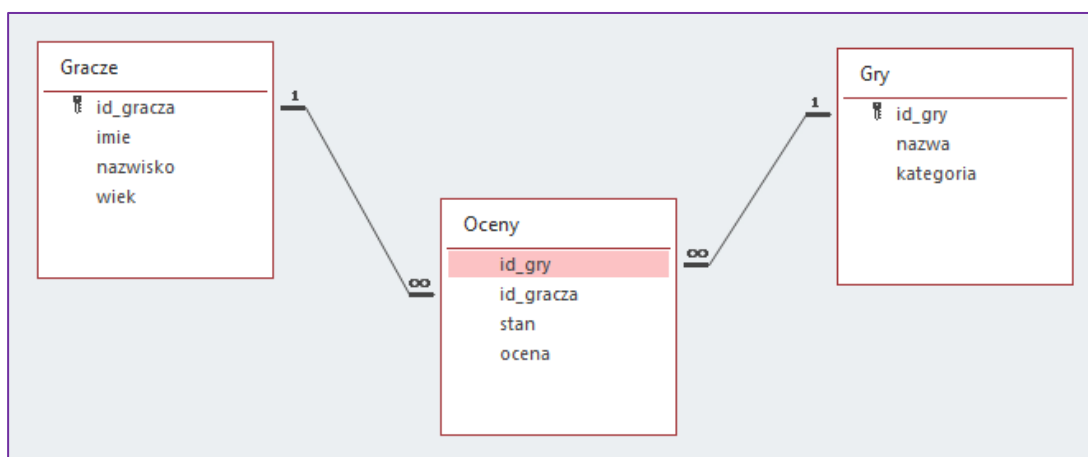 Gracze
id_gracza
imie
nazwisko
wiek
1
∞
Oceny
id_gry
id_gracza
stan
ocena
∞
1
Gry
id_gry
nazwa
kategoria